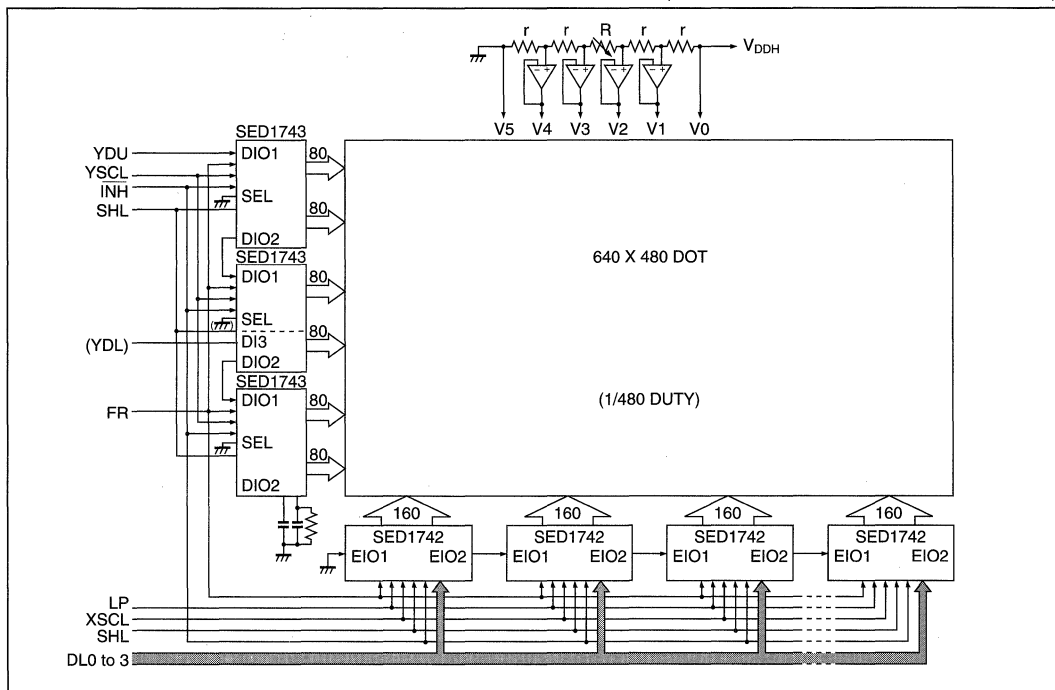 r r R r r
V_DDH
- + - + - + - +
V5 V4 V3 V2 V1 V0
SED1743
YDU
DIO1
80
YSCL
INH
SEL
SHL
80
DIO2
SED1743
DIO1
80
640 X 480 DOT
SEL
(YDL)
DI3
80
DIO2
SED1743
DIO1
80
(1/480 DUTY)
FR
SEL
80
DIO2
160 160 160 160
SED1742 SED1742 SED1742 SED1742
EIO1 EIO2 EIO1 EIO2 EIO1 EIO2 EIO1 EIO2
LP
XSCL
SHL
DL0 to 3